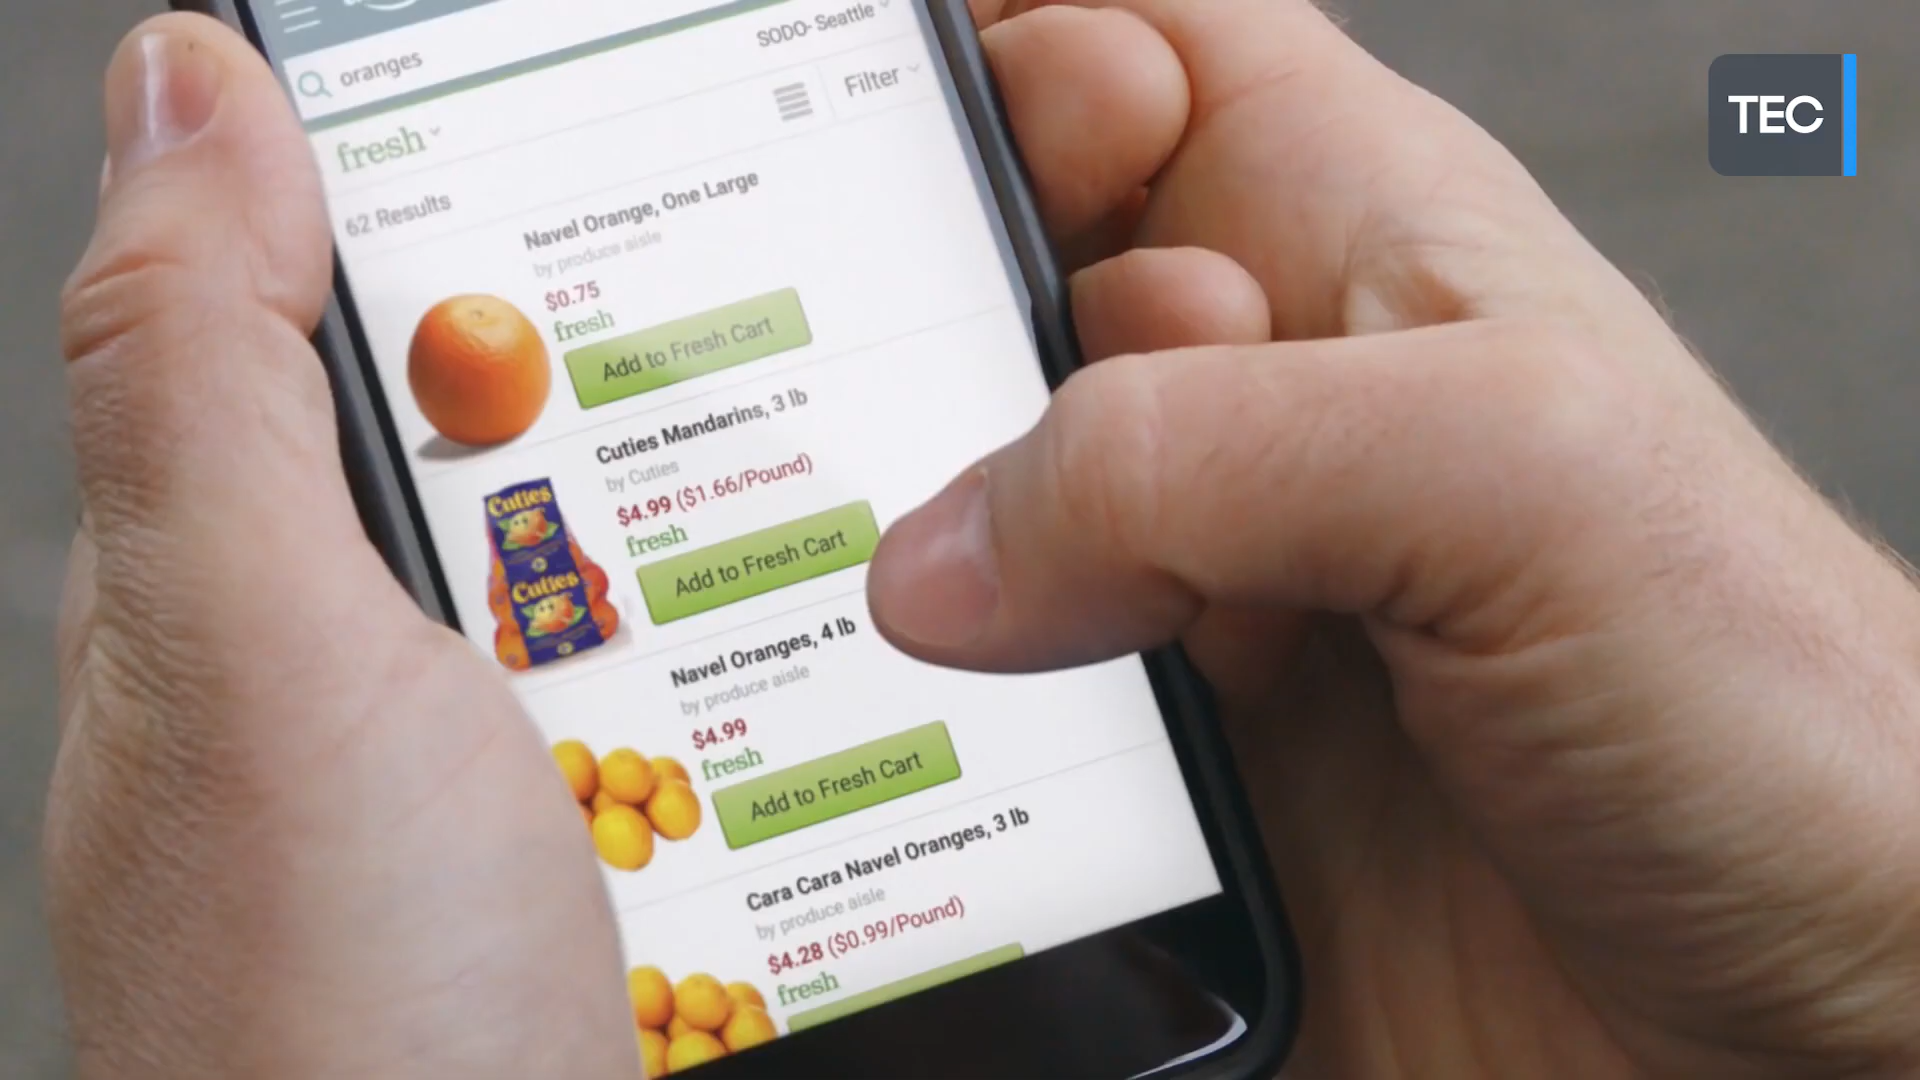 oranges
SODO- Seattle
fresh
Filter
62 Results
Navel Orange, One Large
by produce aisle
$0.75
fresh
Add to Fresh Cart
Cuties Mandarins, 3 lb
by Cuties
$4.99 ($1.66/Pound)
fresh
Add to Fresh Cart
Cuties
Cuties
Navel Oranges, 4 lb
by produce aisle
$4.99
fresh
Add to Fresh Cart
Cara Cara Navel Oranges, 3 lb
by produce aisle
$4.28 ($0.99/Pound)
fresh
TEC